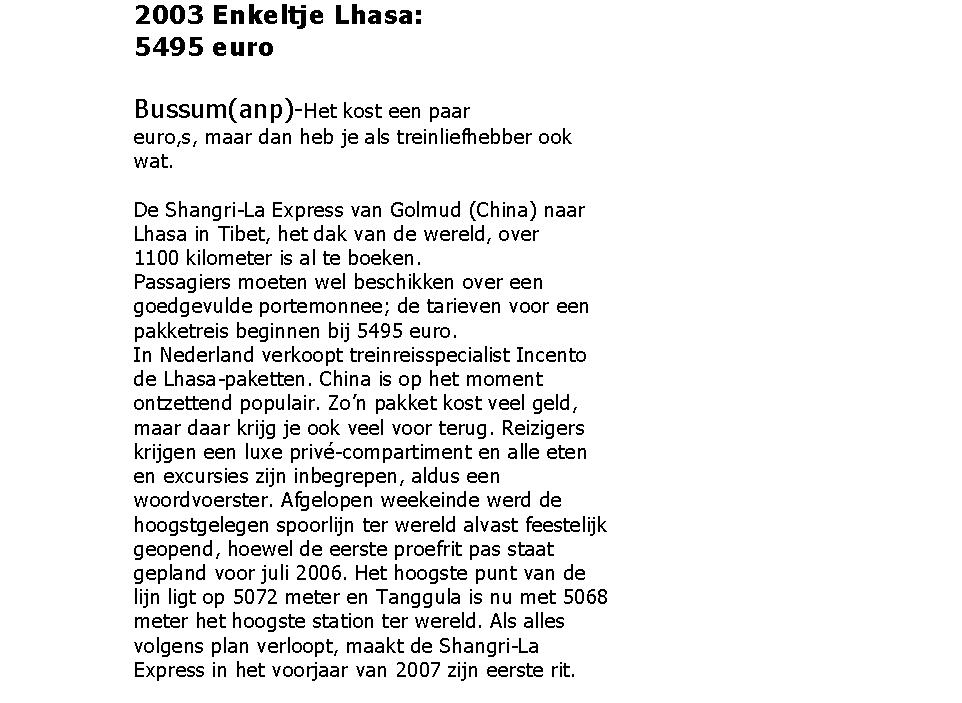 2003 Enkeltje Lhasa:
5495 euro
Bussum(anp)-Het kost een paar
euro,s, maar dan heb je als treinliefhebber ook
wat.
De Shangri-La Express van Golmud (China) naar
Lhasa in Tibet, het dak van de wereld, over
1100 kilometer is al te boeken.
Passagiers moeten wel beschikken over een
goedgevulde portemonnee; de tarieven voor een
pakketreis beginnen bij 5495 euro.
In Nederland verkoopt treinreisspecialist Incento
de Lhasa-paketten. China is op het moment
ontzettend populair. Zo’n pakket kost veel geld,
maar daar krijg je ook veel voor terug. Reizigers
krijgen een luxe privé-compartiment en alle eten
en excursies zijn inbegrepen, aldus een
woordvoerster. Afgelopen weekeinde werd de
hoogstgelegen spoorlijn ter wereld alvast feestelijk
geopend, hoewel de eerste proefrit pas staat
gepland voor juli 2006. Het hoogste punt van de
lijn ligt op 5072 meter en Tanggula is nu met 5068
meter het hoogste station ter wereld. Als alles
volgens plan verloopt, maakt de Shangri-La
Express in het voorjaar van 2007 zijn eerste rit.